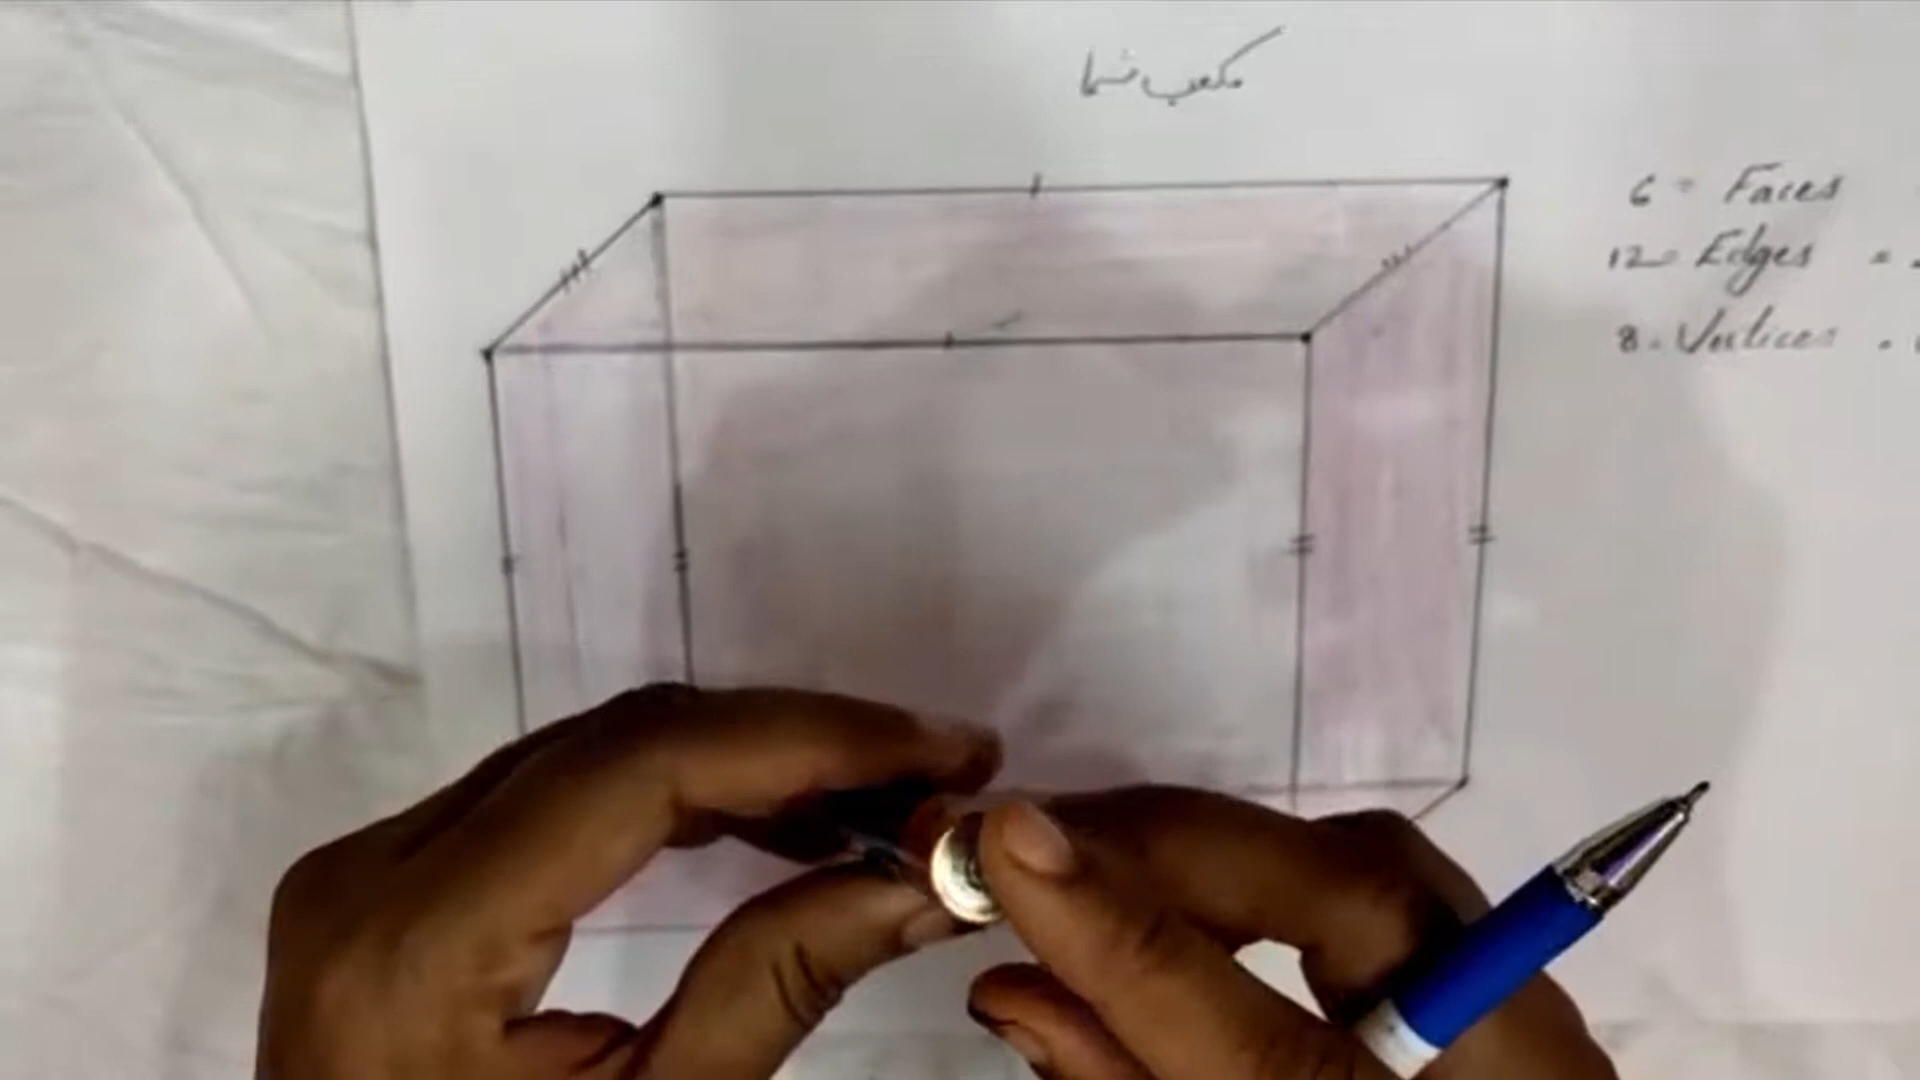 مکعب نما
6 = Faces
12 = Edges =
8. Vertices .